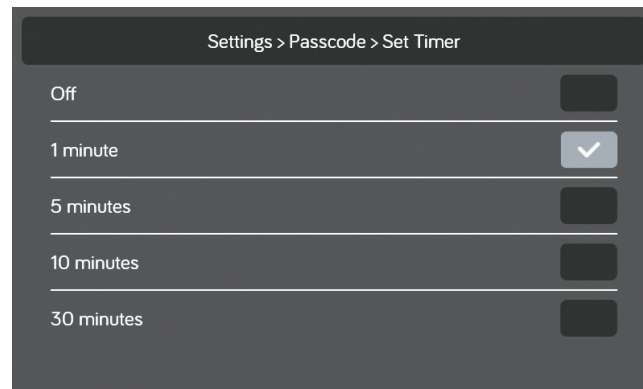 Settings > Passcode > Set Timer
Off
1 minute
5 minutes
10 minutes
30 minutes